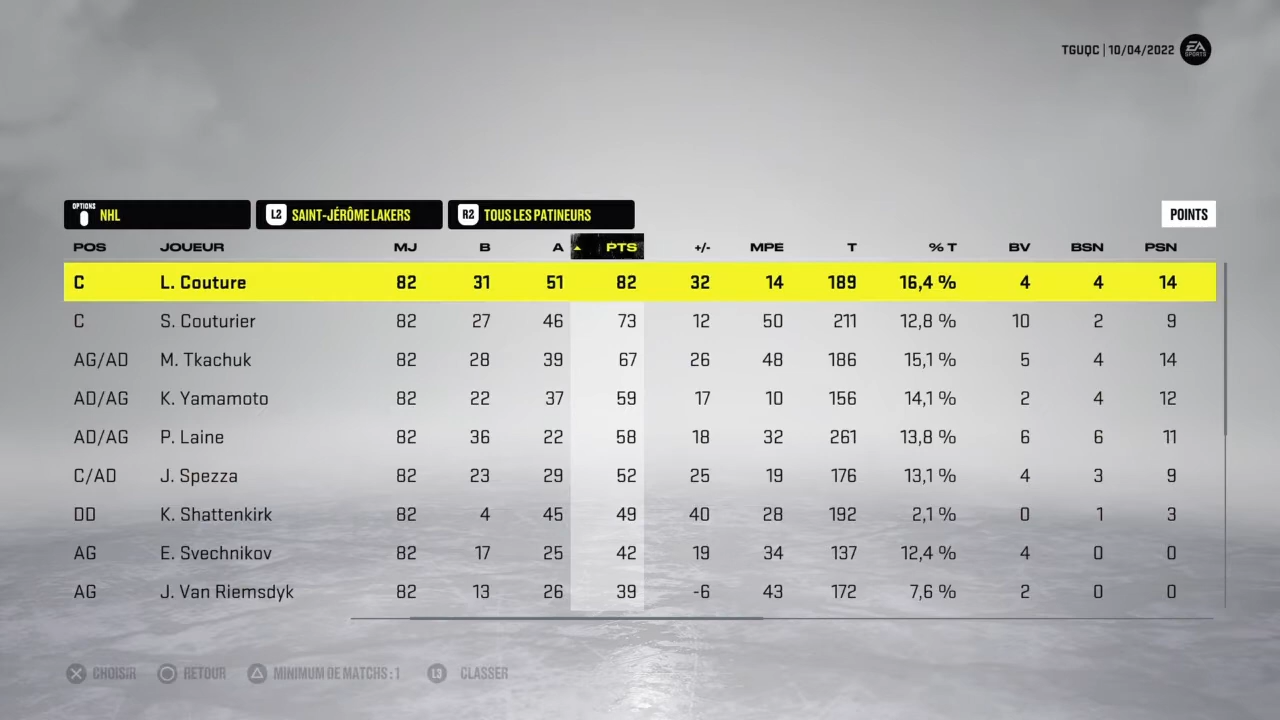 TGUQC | 10/04/2022 EA SPORTS
OPTIONS NHL L2 SAINT-JÉRÔME LAKERS R2 TOUS LES PATINEURS POINTS
POS JOUEUR MJ B A PTS +/- MPE T % T BV BSN PSN
C L. Couture 82 31 51 82 32 14 189 16,4 % 4 4 14
C S. Couturier 82 27 46 73 12 50 211 12,8 % 10 2 9
AG/AD M. Tkachuk 82 28 39 67 26 48 186 15,1 % 5 4 14
AD/AG K. Yamamoto 82 22 37 59 17 10 156 14,1 % 2 4 12
AD/AG P. Laine 82 36 22 58 18 32 261 13,8 % 6 6 11
C/AD J. Spezza 82 23 29 52 25 19 176 13,1 % 4 3 9
DD K. Shattenkirk 82 4 45 49 40 28 192 2,1 % 0 1 3
AG E. Svechnikov 82 17 25 42 19 34 137 12,4 % 4 0 0
AG J. Van Riemsdyk 82 13 26 39 -6 43 172 7,6 % 2 0 0
CHOISIR RETOUR MINIMUM DE MATCHS : 1 L3 CLASSER